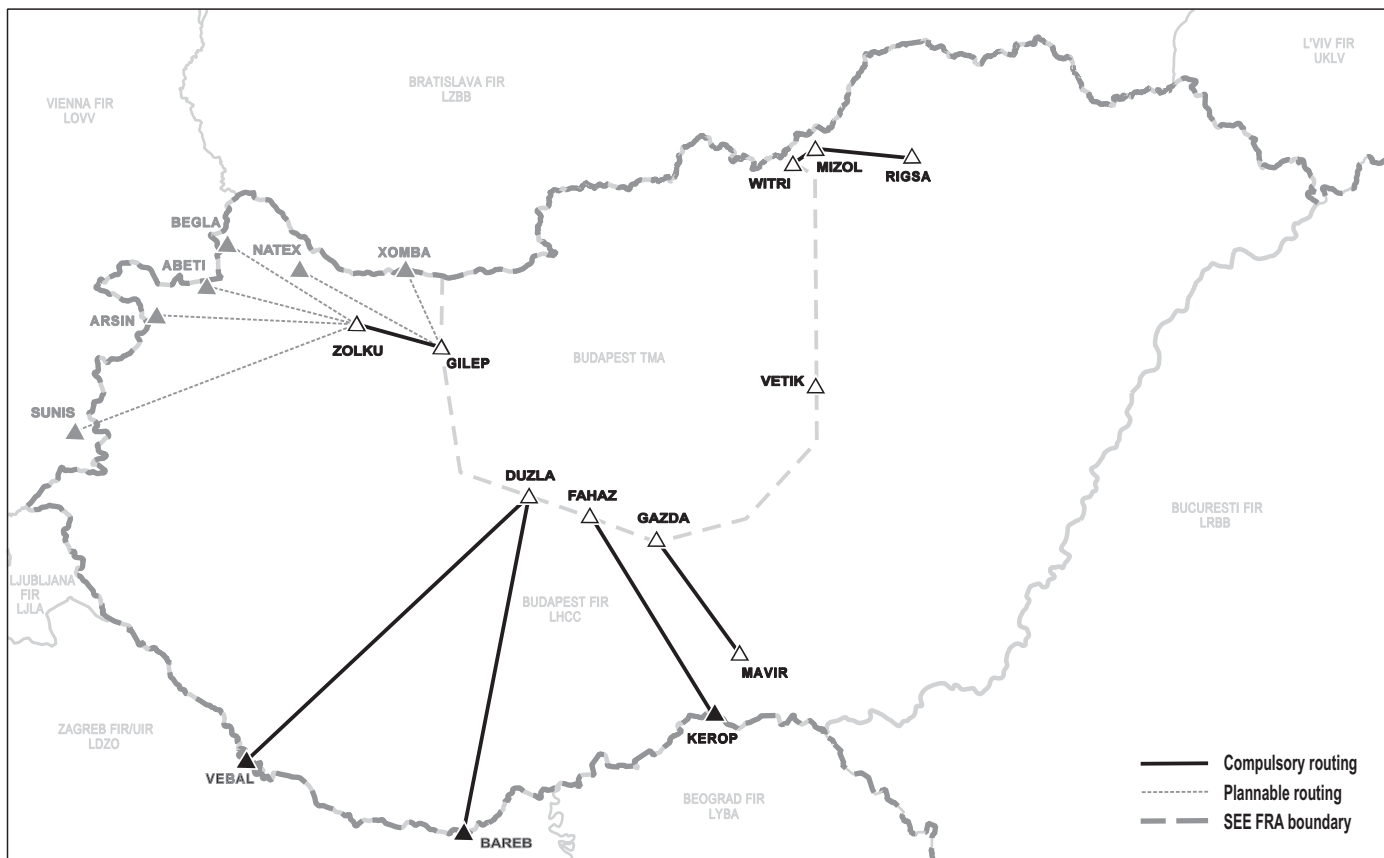 L'VIV FIR
UKLV
BRATISLAVA FIR
LZBB
VIENNA FIR
LOVV
WITRI
MIZOL
RIGSA
BEGLA
NATEX
XOMBA
ABETI
ARSIN
ZOLKU
GILEP
BUDAPEST TMA
VETIK
SUNIS
DUZLA
FAHAZ
GAZDA
BUCURESTI FIR
LRBB
LJUBLJANA
FIR
LJLA
BUDAPEST FIR
LHCC
MAVIR
ZAGREB FIR/UIR
LDZO
KEROP
VEBAL
BEOGRAD FIR
LYBA
BAREB
Compulsory routing
Plannable routing
SEE FRA boundary